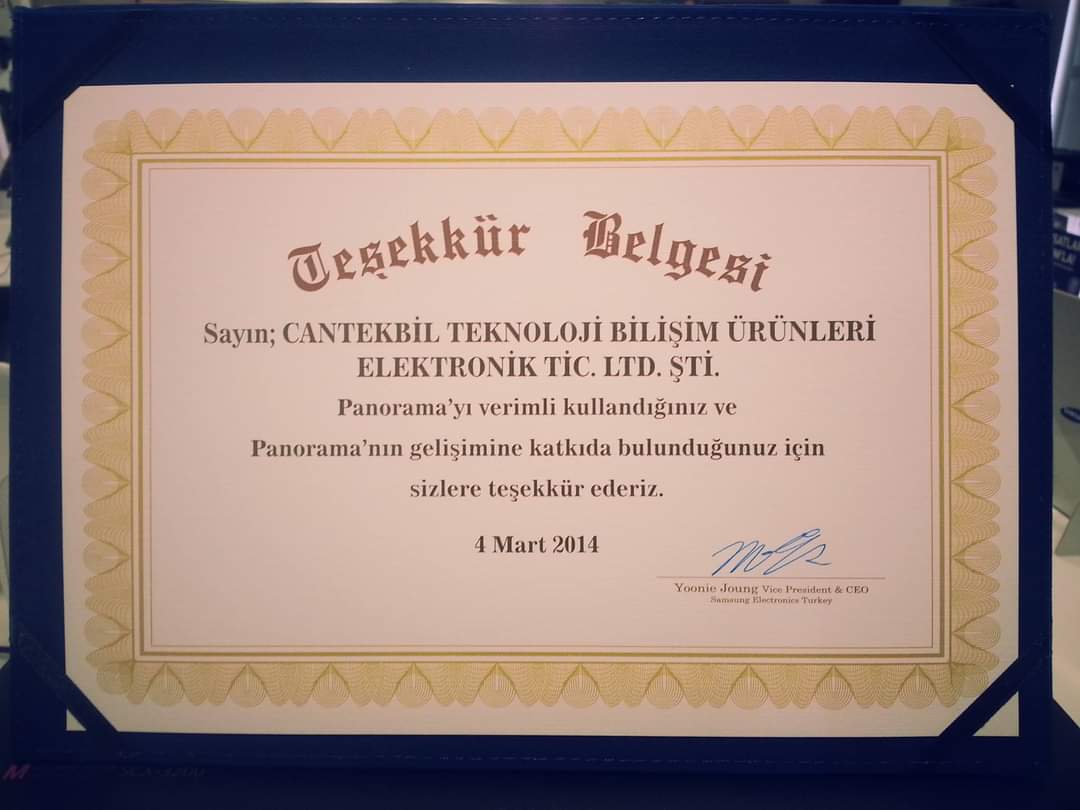 Teşekkür Belgesi
Sayın; CANTEKBİL TEKNOLOJİ BİLİŞİM ÜRÜNLERİ
ELEKTRONİK TİC. LTD. ŞTİ.
Panorama'yı verimli kullandığınız ve
Panorama'nın gelişimine katkıda bulunduğunuz için
sizlere teşekkür ederiz.
4 Mart 2014
Yoonie Joung Vice President & CEO
Samsung Electronics Turkey
SCX-3200